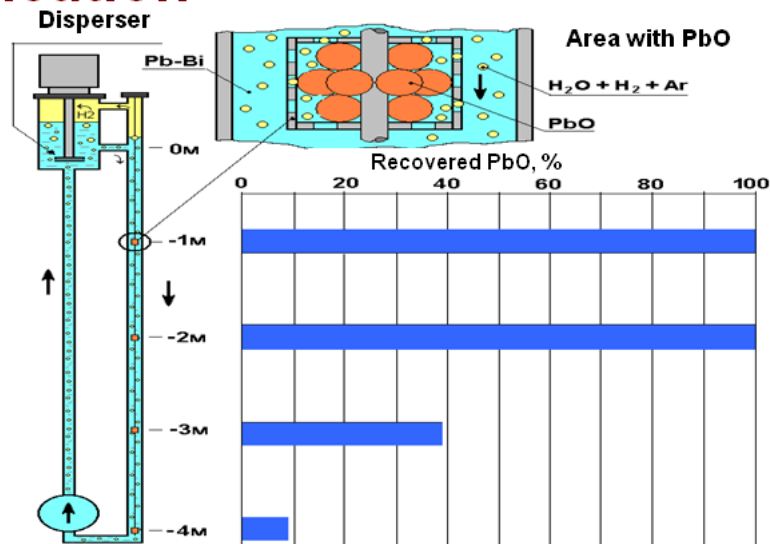 Disperser
Area with PbO
Pb-Bi
H₂O + H₂ + Ar
PbO
H2
0м
Recovered PbO, %
0 20 40 60 80 100
-1м
-2м
-3м
-4м